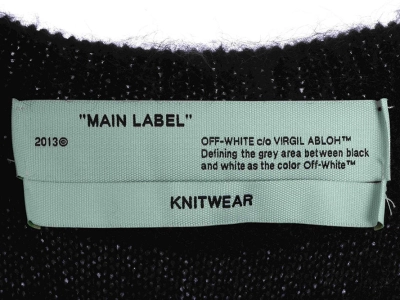 "MAIN LABEL"
2013©
OFF-WHITE c/o VIRGIL ABLOH™
Defining the grey area between black
and white as the color Off-White™
KNITWEAR